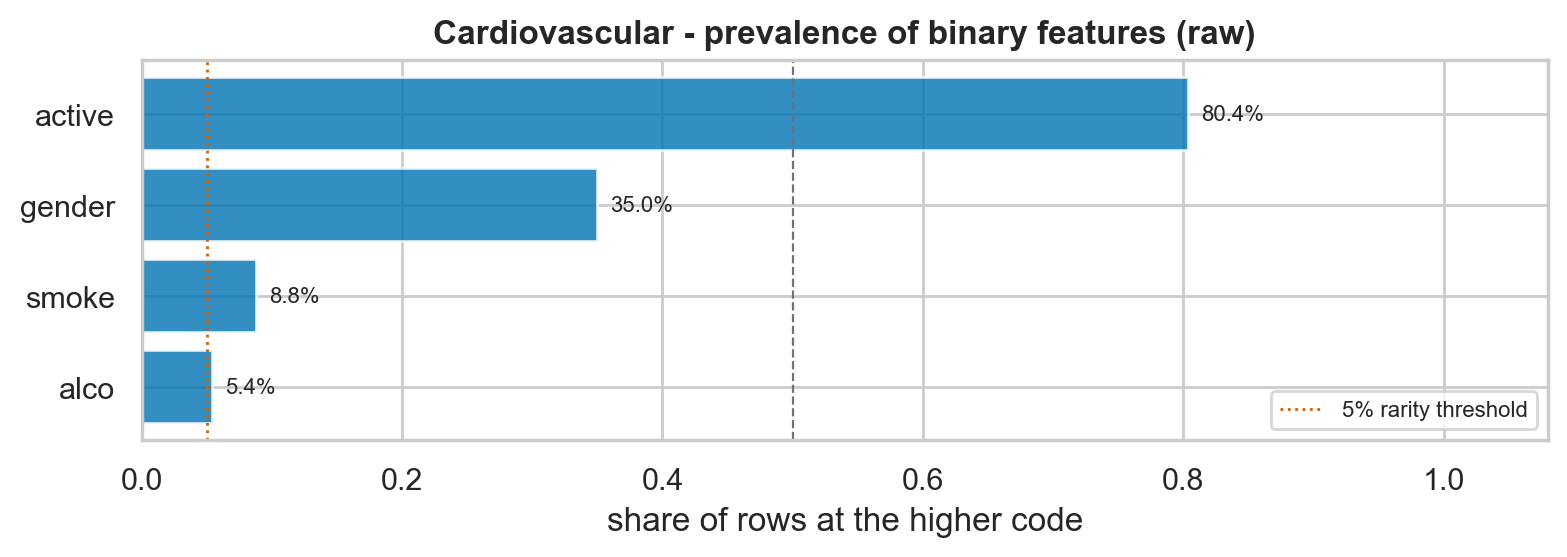 Cardiovascular - prevalence of binary features (raw)
active
80.4%
gender
35.0%
smoke
8.8%
alco
5.4%
5% rarity threshold
0.0 0.2 0.4 0.6 0.8 1.0
share of rows at the higher code